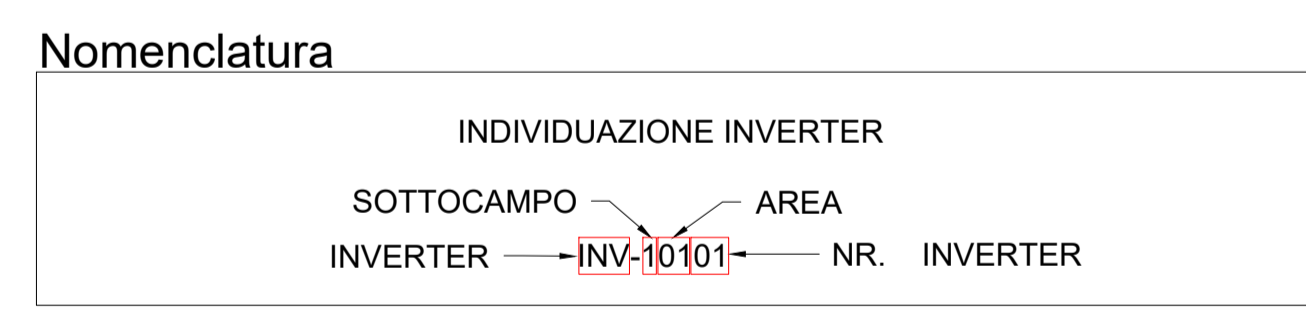 Nomenclatura
INDIVIDUAZIONE INVERTER
SOTTOCAMPO AREA
INVERTER INV-10101 NR. INVERTER